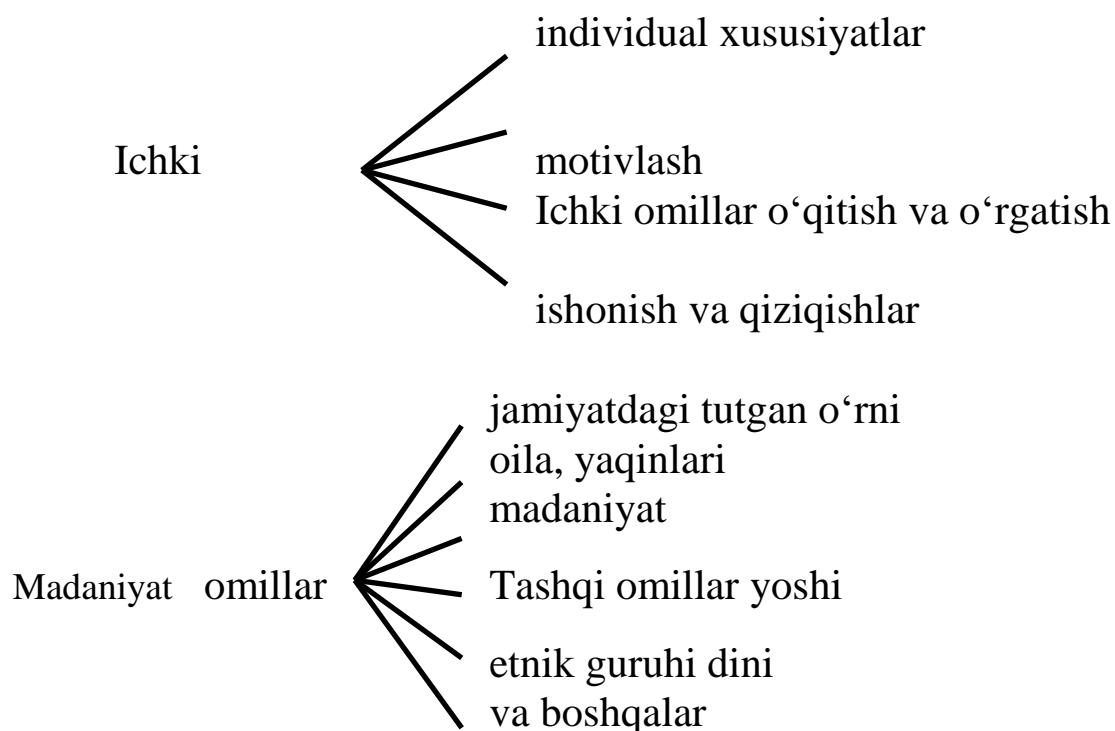 individual xususiyatlar
Ichki
motivlash
Ichki omillar o‘qitish va o‘rgatish
ishonish va qiziqishlar
jamiyatdagi tutgan o‘rni
oila, yaqinlari
madaniyat
Madaniyat omillar
Tashqi omillar yoshi
etnik guruhi dini
va boshqalar